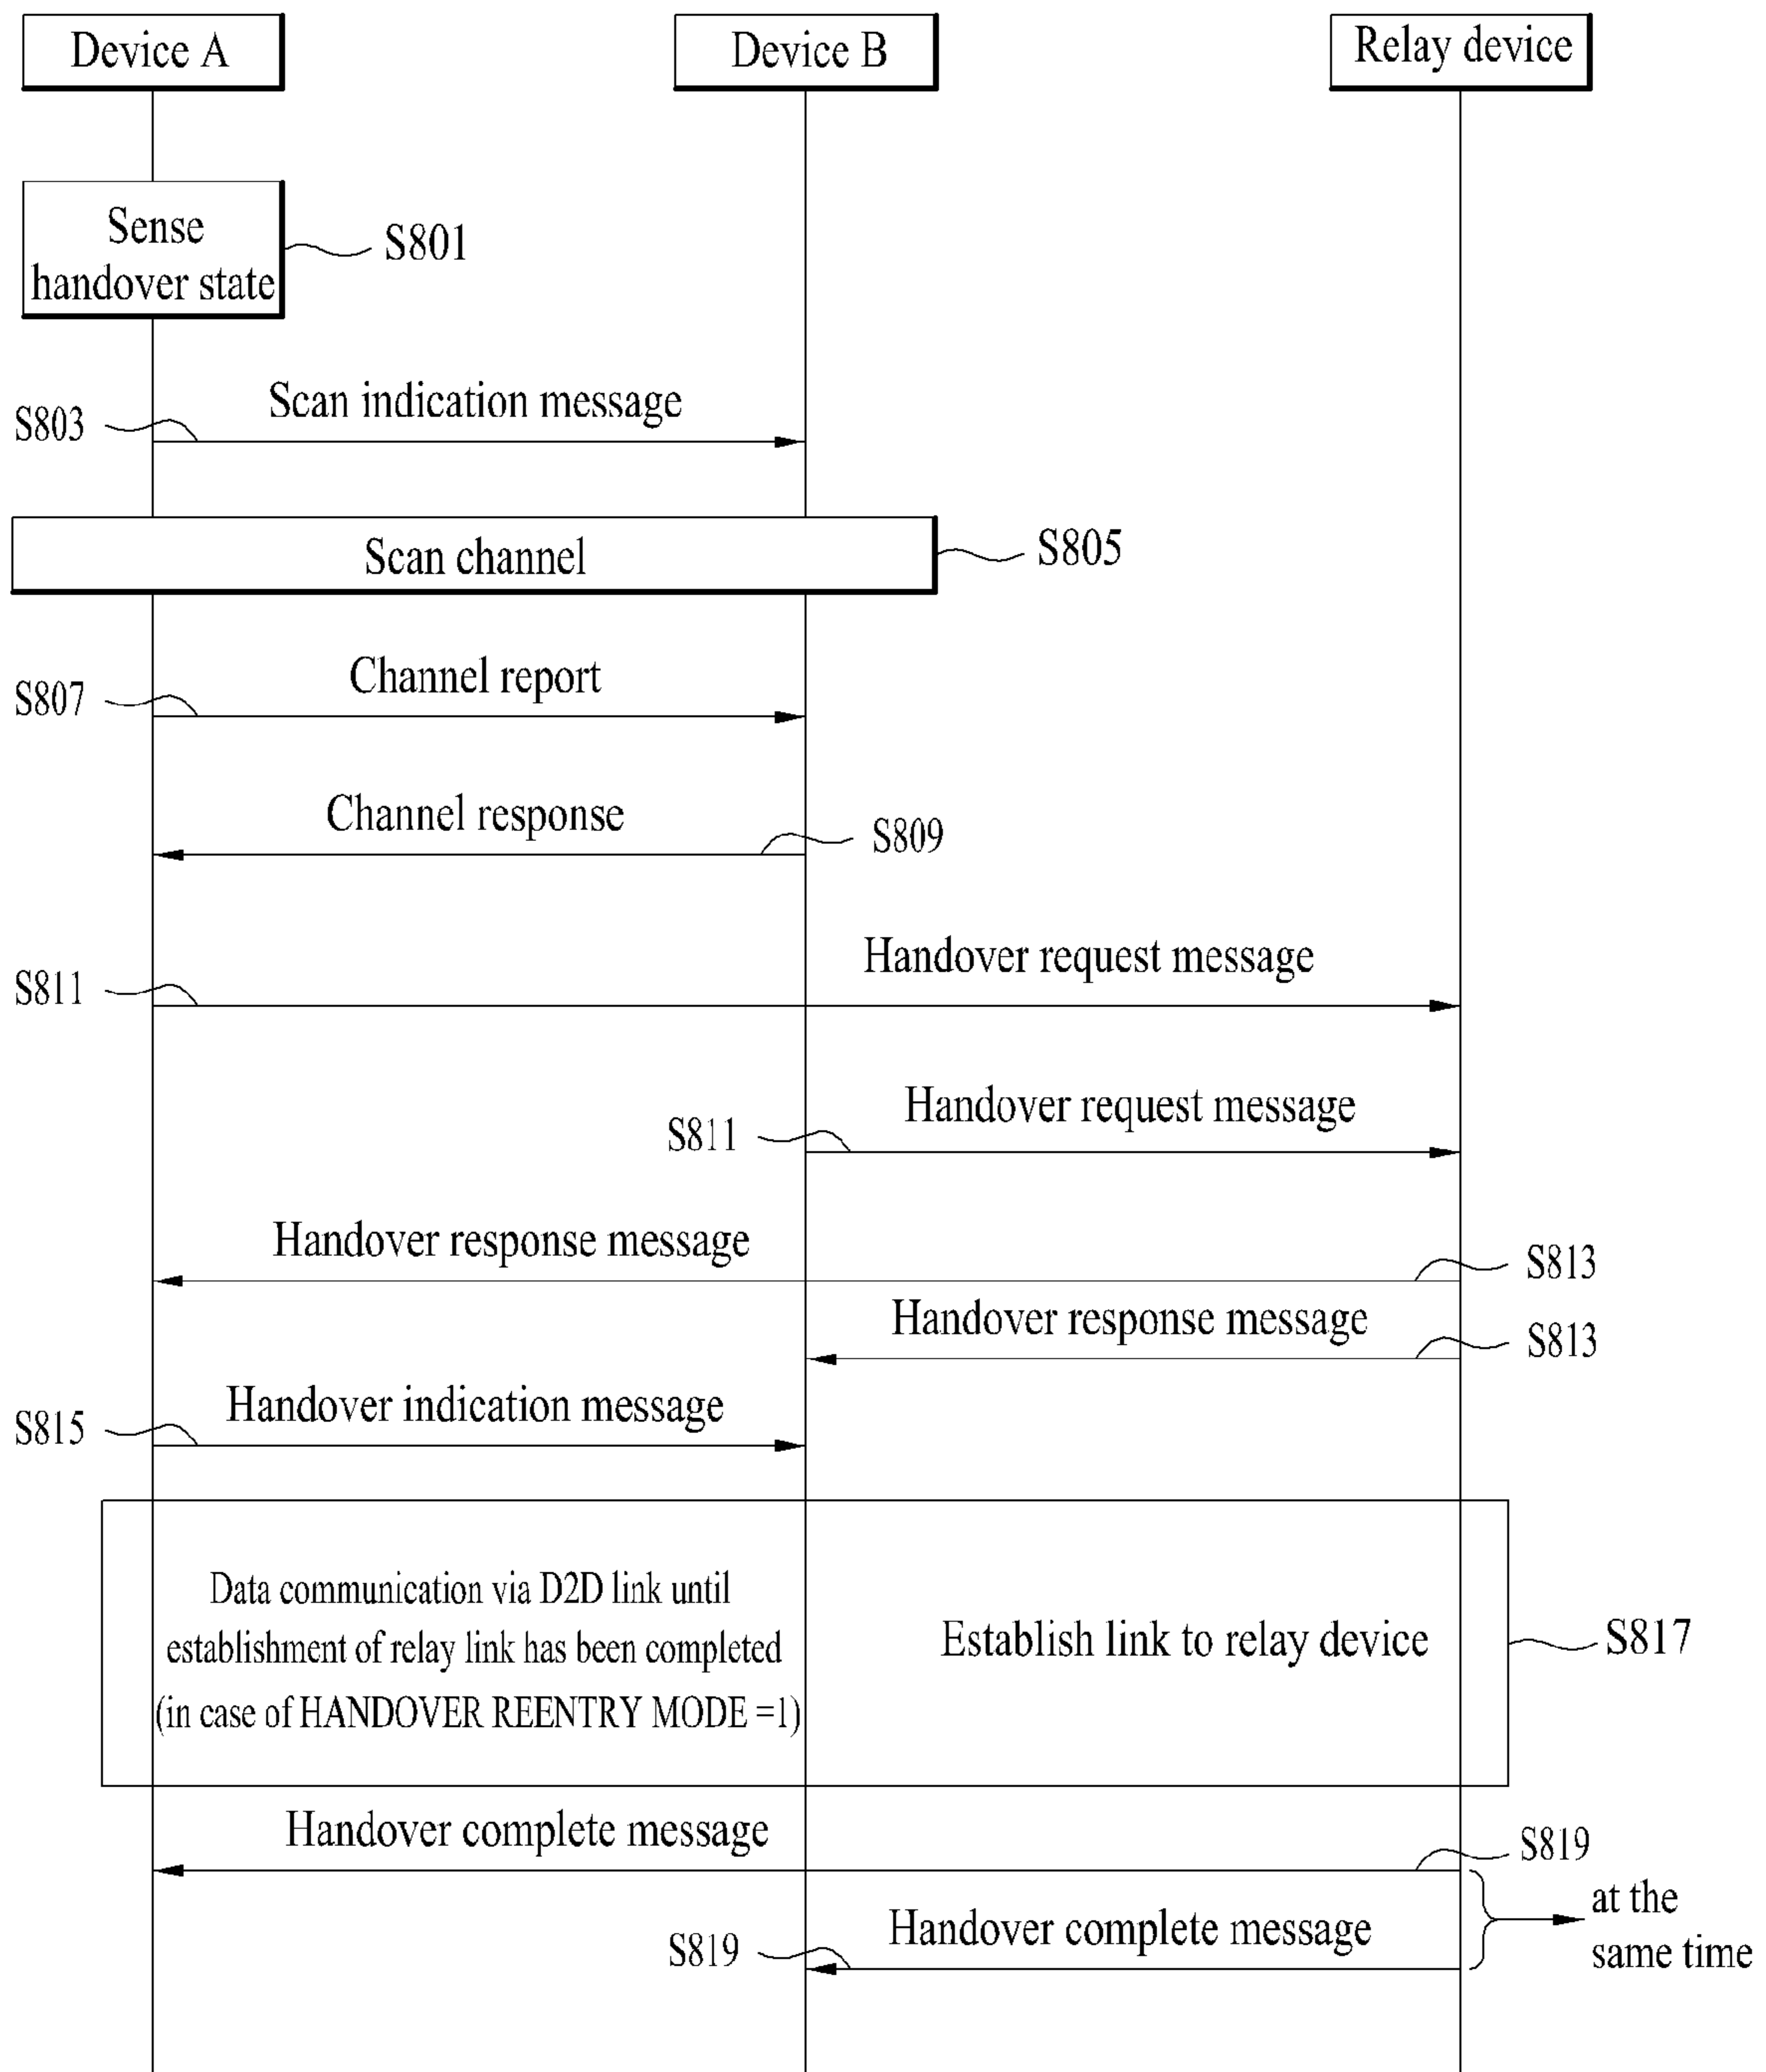 Device A
Device B
Relay device
Sense
handover state
S801
Scan indication message
S803
Scan channel
S805
Channel report
S807
Channel response
S809
Handover request message
S811
Handover request message
S811
Handover response message
S813
Handover response message
S813
Handover indication message
S815
Data communication via D2D link until
establishment of relay link has been completed
(in case of HANDOVER REENTRY MODE =1)
Establish link to relay device
S817
Handover complete message
S819
at the
same time
Handover complete message
S819